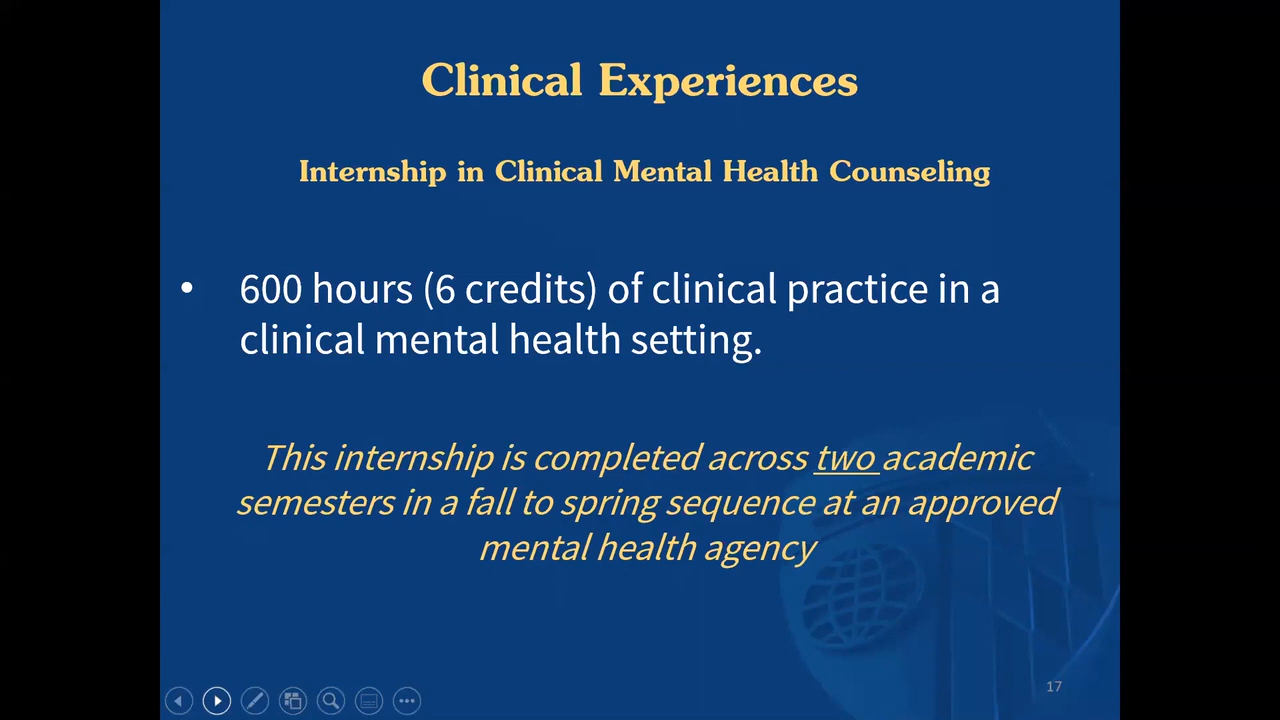 Clinical Experiences
Internship in Clinical Mental Health Counseling
• 600 hours (6 credits) of clinical practice in a
clinical mental health setting.
This internship is completed across two academic
semesters in a fall to spring sequence at an approved
mental health agency
17